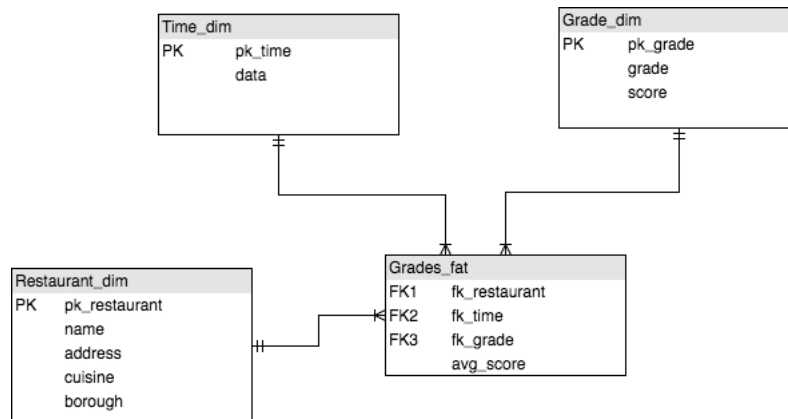 Time_dim
PK pk_time
data
Grade_dim
PK pk_grade
grade
score
Restaurant_dim
PK pk_restaurant
name
address
cuisine
borough
Grades_fat
FK1 fk_restaurant
FK2 fk_time
FK3 fk_grade
avg_score